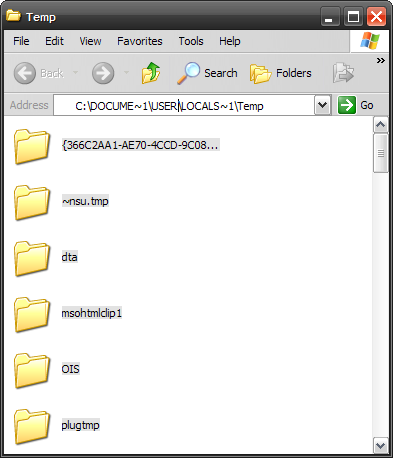 Temp
File Edit View Favorites Tools Help
Back Search Folders
Address C:\DOCUME~1\USER\LOCALS~1\Temp Go
{366C2AA1-AE70-4CCD-9C08...
~nsu.tmp
dta
msohtmlclip1
OIS
plugtmp